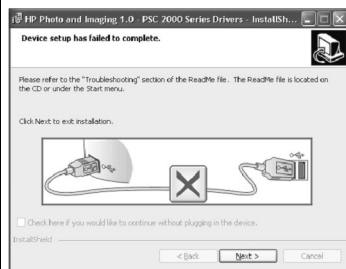 HP Photo and Imaging 1.0 - PSC 2000 Series Drivers - InstallSh...
Device setup has failed to complete.
Please refer to the "Troubleshooting" section of the ReadMe file. The ReadMe file is located on
the CD or under the Start menu.
Click Next to exit installation.
Check here if you would like to continue without plugging in the device.
InstallShield
< Back
Next >
Cancel